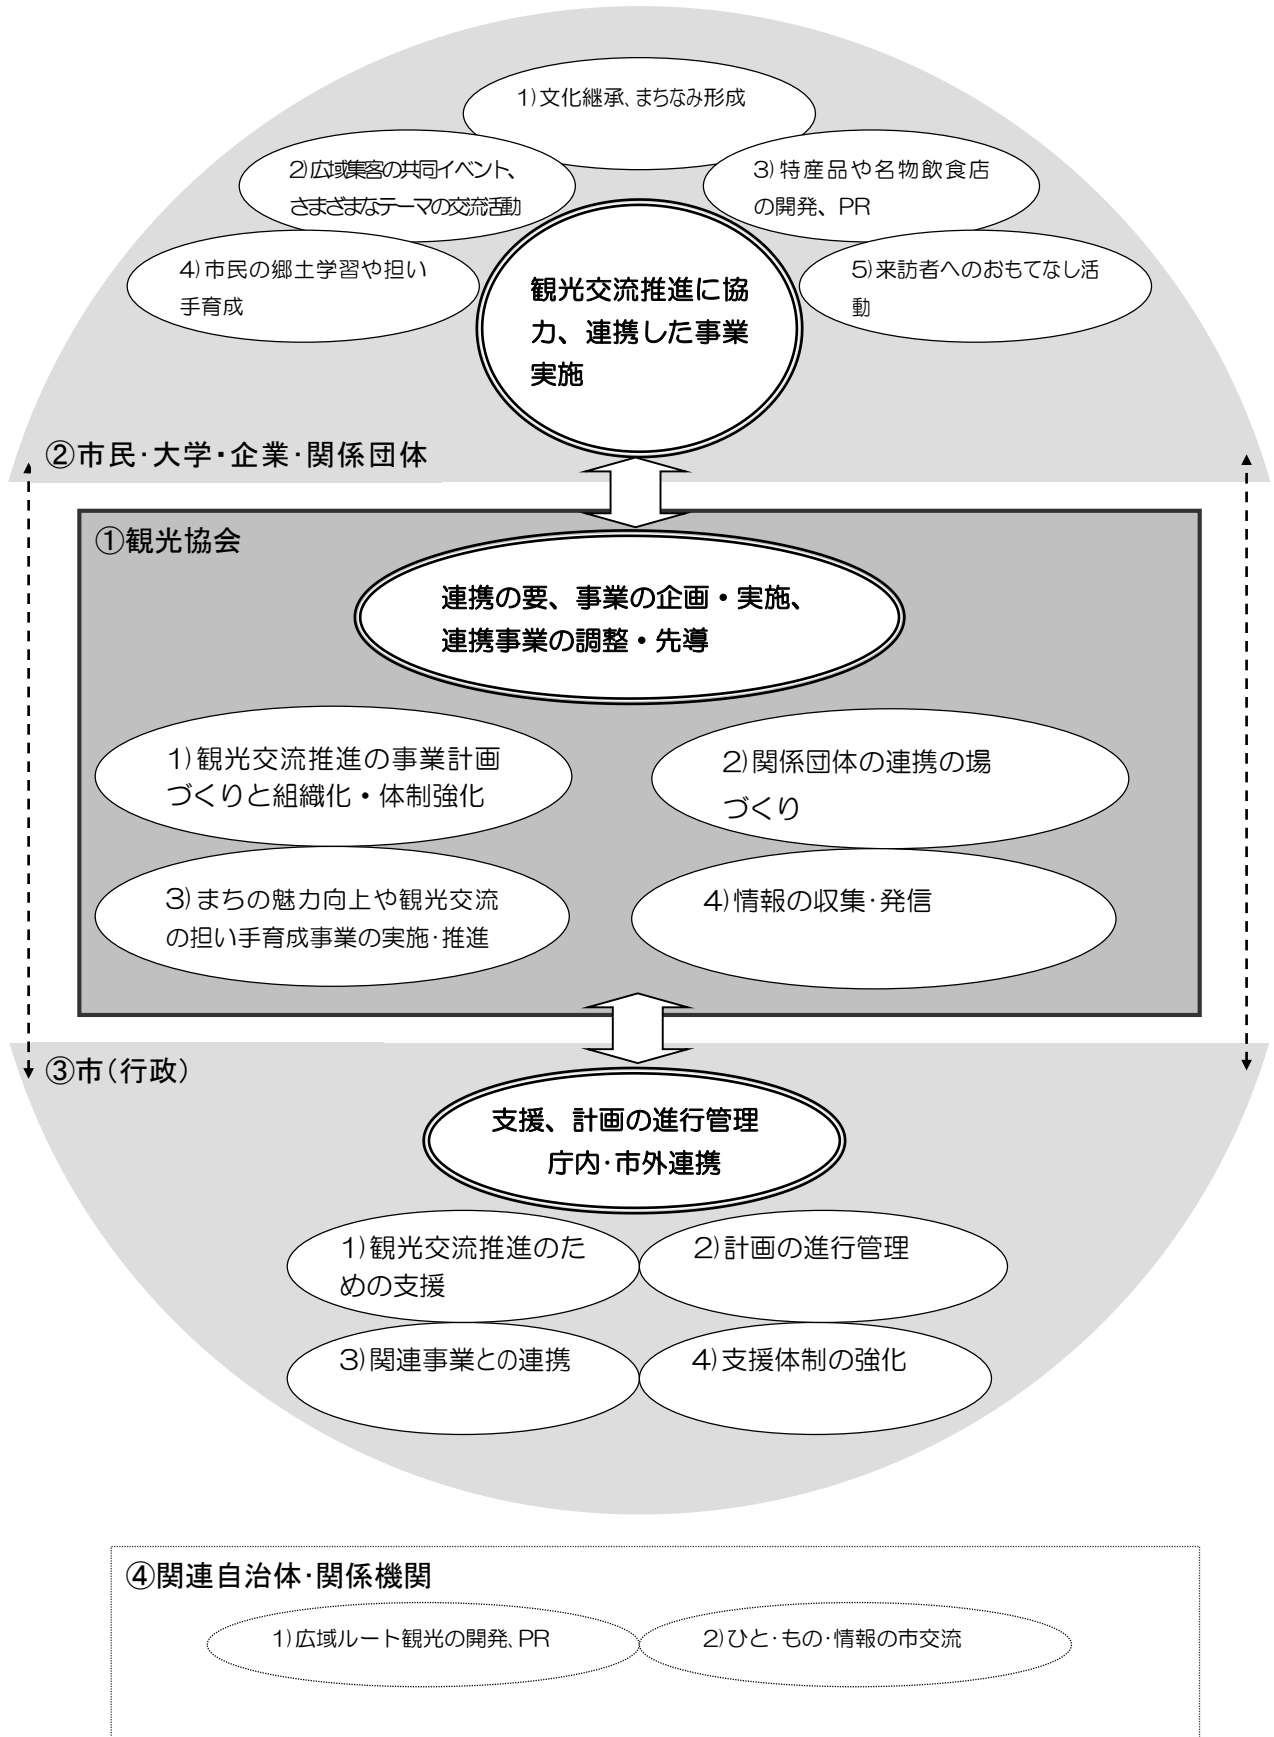 1)文化継承、まちなみ形成
2)広域集客の共同イベント、
さまざまなテーマの交流活動
3)特産品や名物飲食店
の開発、PR
4)市民の郷土学習や担い
手育成
5)来訪者へのおもてなし活
動
観光交流推進に協
力、連携した事業
実施
②市民・大学・企業・関係団体
①観光協会
連携の要、事業の企画・実施、
連携事業の調整・先導
1)観光交流推進の事業計画
づくりと組織化・体制強化
2)関係団体の連携の場
づくり
3)まちの魅力向上や観光交流
の担い手育成事業の実施・推進
4)情報の収集・発信
③市(行政)
支援、計画の進行管理
庁内・市外連携
1)観光交流推進のた
めの支援
2)計画の進行管理
3)関連事業との連携
4)支援体制の強化
④関連自治体・関係機関
1)広域ルート観光の開発、PR
2)ひと・もの・情報の市交流